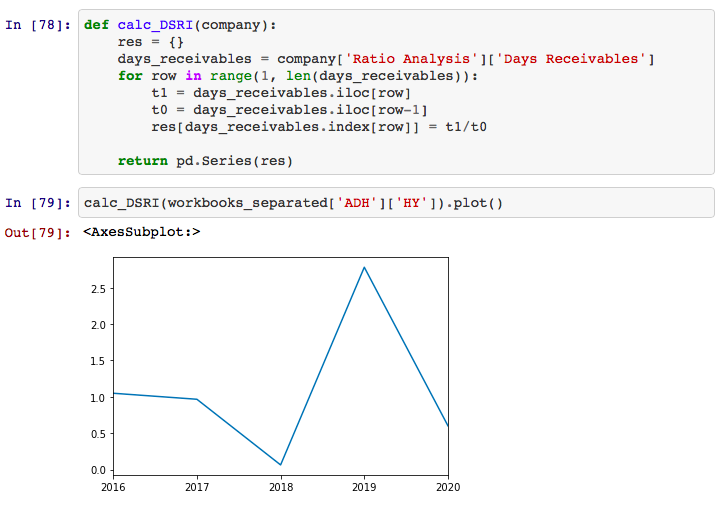 In [78]: def calc_DSRI(company):
    res = {}
    days_receivables = company['Ratio Analysis']['Days Receivables']
    for row in range(1, len(days_receivables)):
        t1 = days_receivables.iloc[row]
        t0 = days_receivables.iloc[row-1]
        res[days_receivables.index[row]] = t1/t0
    return pd.Series(res)
In [79]: calc_DSRI(workbooks_separated['ADH']['HY']).plot()
Out[79]: <AxesSubplot:>
2.5
2.0
1.5
1.0
0.5
0.0
2016 2017 2018 2019 2020